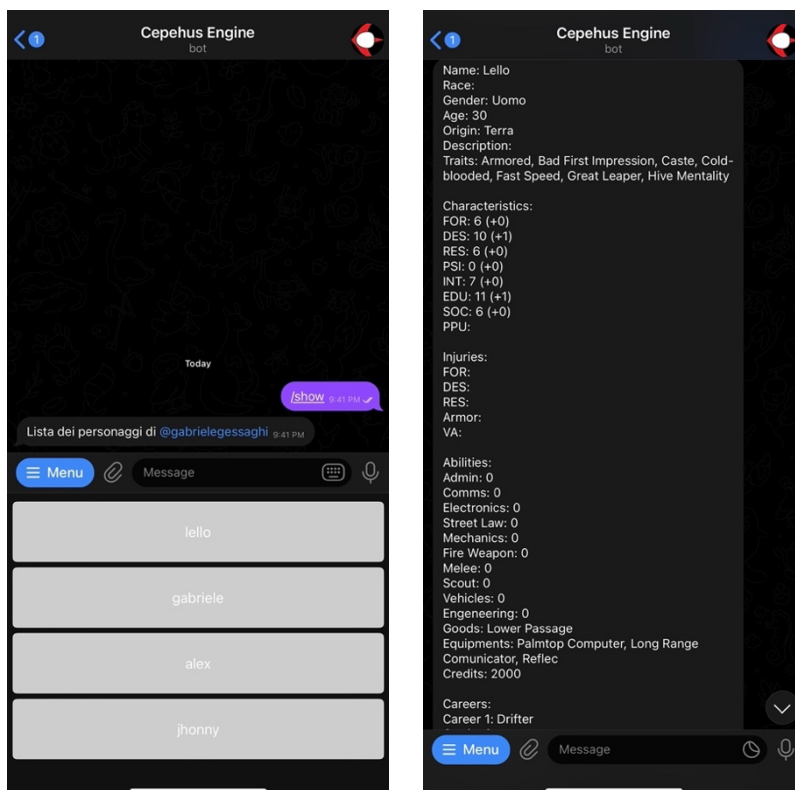 1
Cepehus Engine
bot
Today
/show 9:41 PM
Lista dei personaggi di @gabrielegessaghi 9:41 PM
Menu
Message
lello
gabriele
alex
jhonny
1
Cepehus Engine
bot
Name: Lello
Race:
Gender: Uomo
Age: 30
Origin: Terra
Description:
Traits: Armored, Bad First Impression, Caste, Cold-
blooded, Fast Speed, Great Leaper, Hive Mentality
Characteristics:
FOR: 6 (+0)
DES: 10 (+1)
RES: 6 (+0)
PSI: 0 (+0)
INT: 7 (+0)
EDU: 11 (+1)
SOC: 6 (+0)
PPU:
Injuries:
FOR:
DES:
RES:
Armor:
VA:
Abilities:
Admin: 0
Comms: 0
Electronics: 0
Street Law: 0
Mechanics: 0
Fire Weapon: 0
Melee: 0
Scout: 0
Vehicles: 0
Engeneering: 0
Goods: Lower Passage
Equipments: Palmtop Computer, Long Range
Comunicator, Reflec
Credits: 2000
Careers:
Career 1: Drifter
Menu
Message